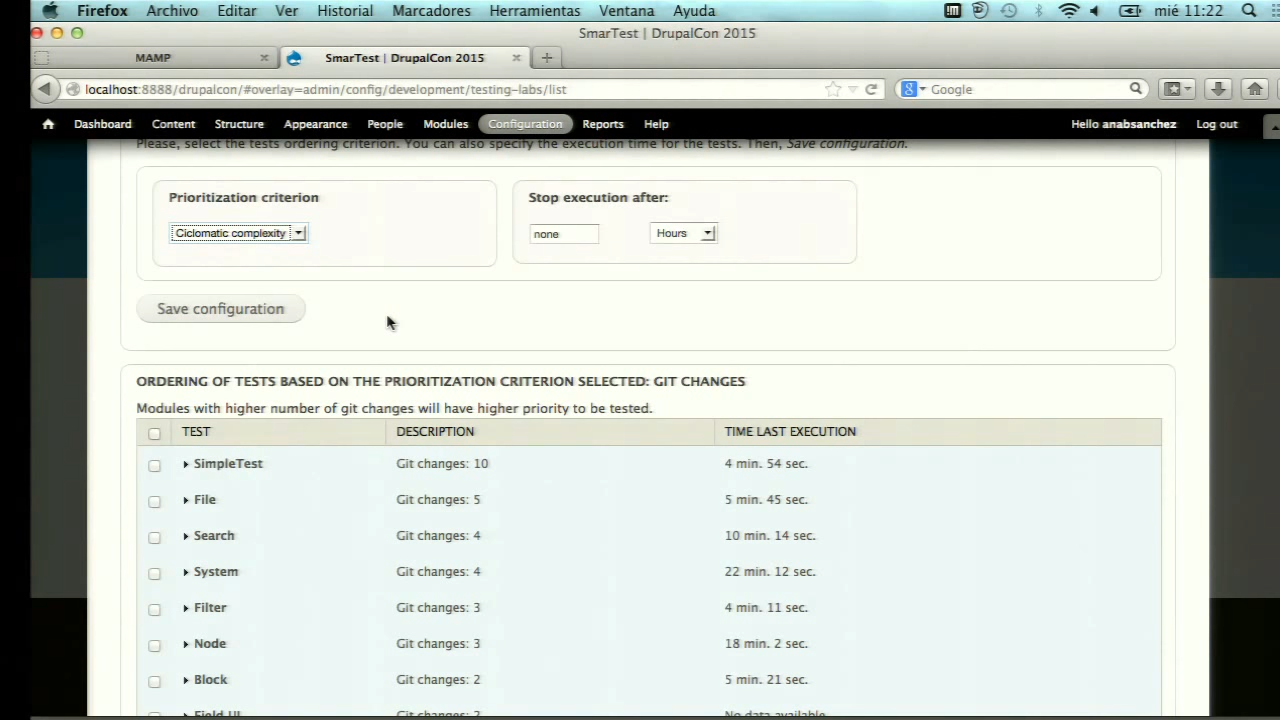 Firefox Archivo Editar Ver Historial Marcadores Herramientas Ventana Ayuda mié 11:22
SmarTest | DrupalCon 2015
MAMP SmarTest | DrupalCon 2015
localhost:8888/drupalcon/#overlay=admin/config/development/testing-labs/list Google
Dashboard Content Structure Appearance People Modules Configuration Reports Help Hello anabsanchez Log out
Please, select the tests ordering criterion. You can also specify the execution time for the tests. Then, Save configuration.
Prioritization criterion Stop execution after:
Ciclomatic complexity none Hours
Save configuration
ORDERING OF TESTS BASED ON THE PRIORITIZATION CRITERION SELECTED: GIT CHANGES
Modules with higher number of git changes will have higher priority to be tested.
TEST DESCRIPTION TIME LAST EXECUTION
SimpleTest Git changes: 10 4 min. 54 sec.
File Git changes: 5 5 min. 45 sec.
Search Git changes: 4 10 min. 14 sec.
System Git changes: 4 22 min. 12 sec.
Filter Git changes: 3 4 min. 11 sec.
Node Git changes: 3 18 min. 2 sec.
Block Git changes: 2 5 min. 21 sec.
Field UI Git changes: 2 No data available